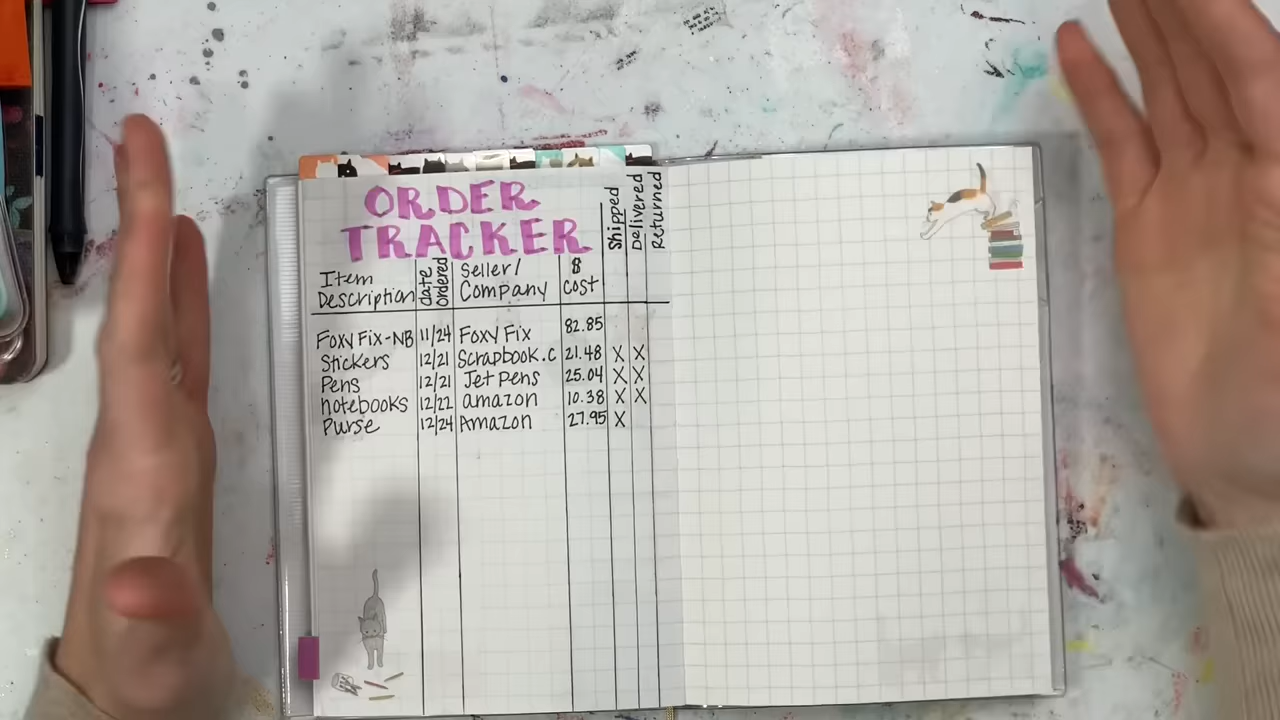 ORDER
TRACKER
Item Description date Ordered Seller/ Company $ Cost Shipped Delivered Returned
Foxy Fix-NB 11/24 Foxy Fix 82.85
Stickers 12/21 Scrapbook.c 21.48 X X
Pens 12/21 Jet Pens 25.04 X X
notebooks 12/22 amazon 10.38 X X
Purse 12/24 Amazon 27.95 X